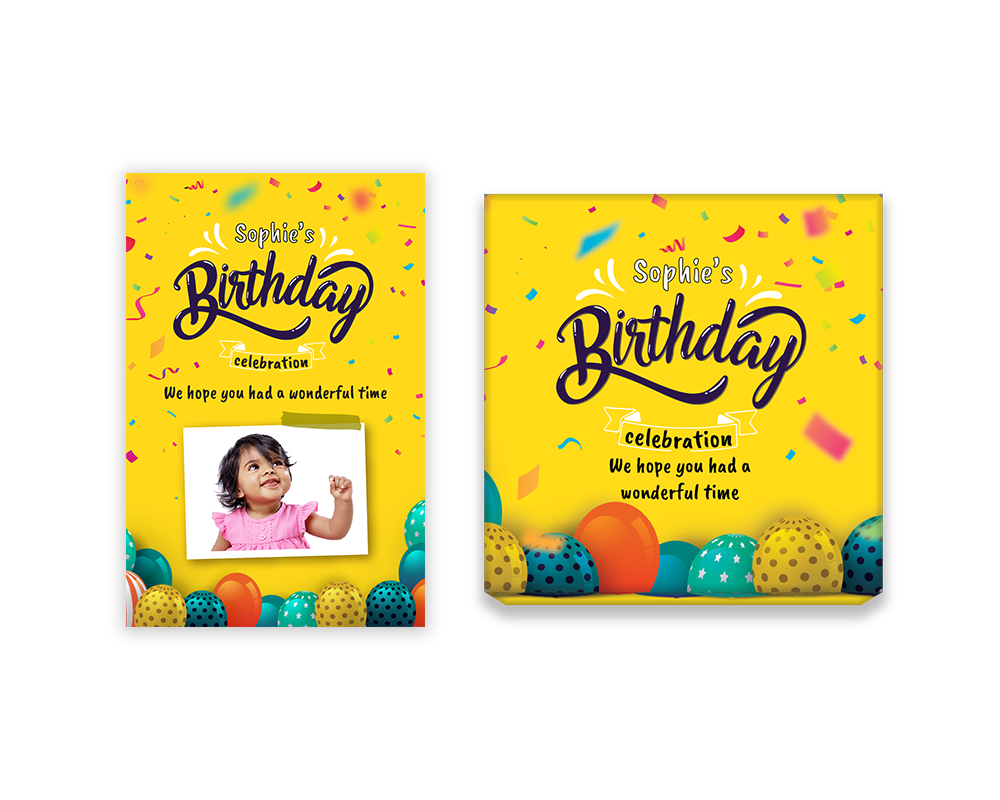 Sophie's
Birthday
celebration
We hope you had a wonderful time
Sophie's
Birthday
celebration
We hope you had a
wonderful time